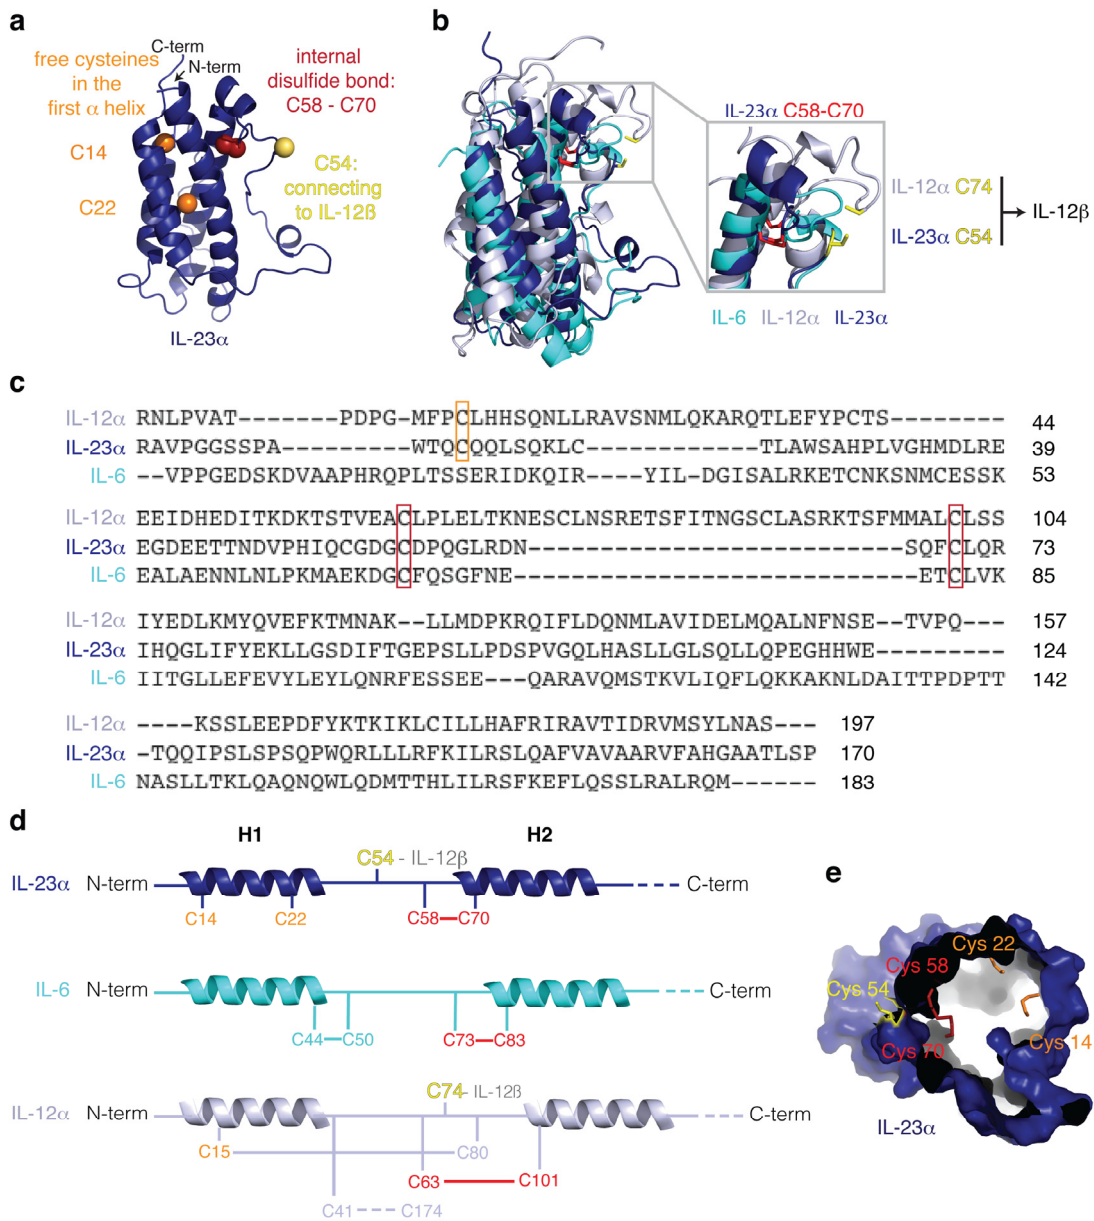 a
C-term
N-term
free cysteines
in the
first α helix
internal
disulfide bond:
C58 - C70
C14
C22
C54:
connecting
to IL-12ß
IL-23α
b
IL-23α C58-C70
IL-12α C74
IL-23α C54
IL-12β
IL-6 IL-12α IL-23α
c
IL-12α RNLPVAT-------PDPG-MFPCLHHSQNLLRAVSNMLQKARQTLEFYPCTS-------- 44
IL-23α RAVPGGSSPA---------WTQCQQLSQKLC------------TLAWSAHPLVGHMDLRE 39
IL-6 --VPPGEDSKDVAAPHRQPLTSSERIDKQIR----YIL-DGISALRKETCNKSNMCESSK 53
IL-12α EEIDHEDITKDKTSTVEACLPLELTKNESCLNSRETSFITNGSCLASRKTSFMMALCLSS 104
IL-23α EGDEETTNDVPHIQCGDGCDPQGLRDN--------------------------SQFCLQR 73
IL-6 EALAENNLNLPKMAEKDGCFQSGFNE----------------------------ETCLVK 85
IL-12α IYEDLKMYQVEFKTMNAK--LLMDPKRQIFLDQNMLAVIDELMQALNFNSE--TVPQ--- 157
IL-23α IHQGLIFYEKLLGSDIFTGEPSLLPDSPVGQLHASLLGLSQLLQPEGHHWE--------- 124
IL-6 IITGLLEFEVYLEYLQNRFESSEE---QARAVQMSTKVLIQFLQKKAKNLDAITTPDPTT 142
IL-12α ----KSSLEEPDFYKTKIKLCILLHAFRIRAVTIDRVMSYLNAS--- 197
IL-23α -TQQIPSLSPSQPWQRLLLRFKILRSLQAFVAVAARVFAHGAATLSP 170
IL-6 NASLLTKLQAQNQWLQDMTTHLILRSFKEFLQSSLRALRQM------ 183
d
H1 H2
C54 - IL-12β
IL-23α N-term C-term
C14 C22 C58 C70
IL-6 N-term C-term
C44 C50 C73 C83
C74 - IL-12ß
IL-12α N-term C-term
C15 C80
C63 C101
C41 C174
e
Cys 22
Cys 58
Cys 54
Cys 14
Cys 70
IL-23α